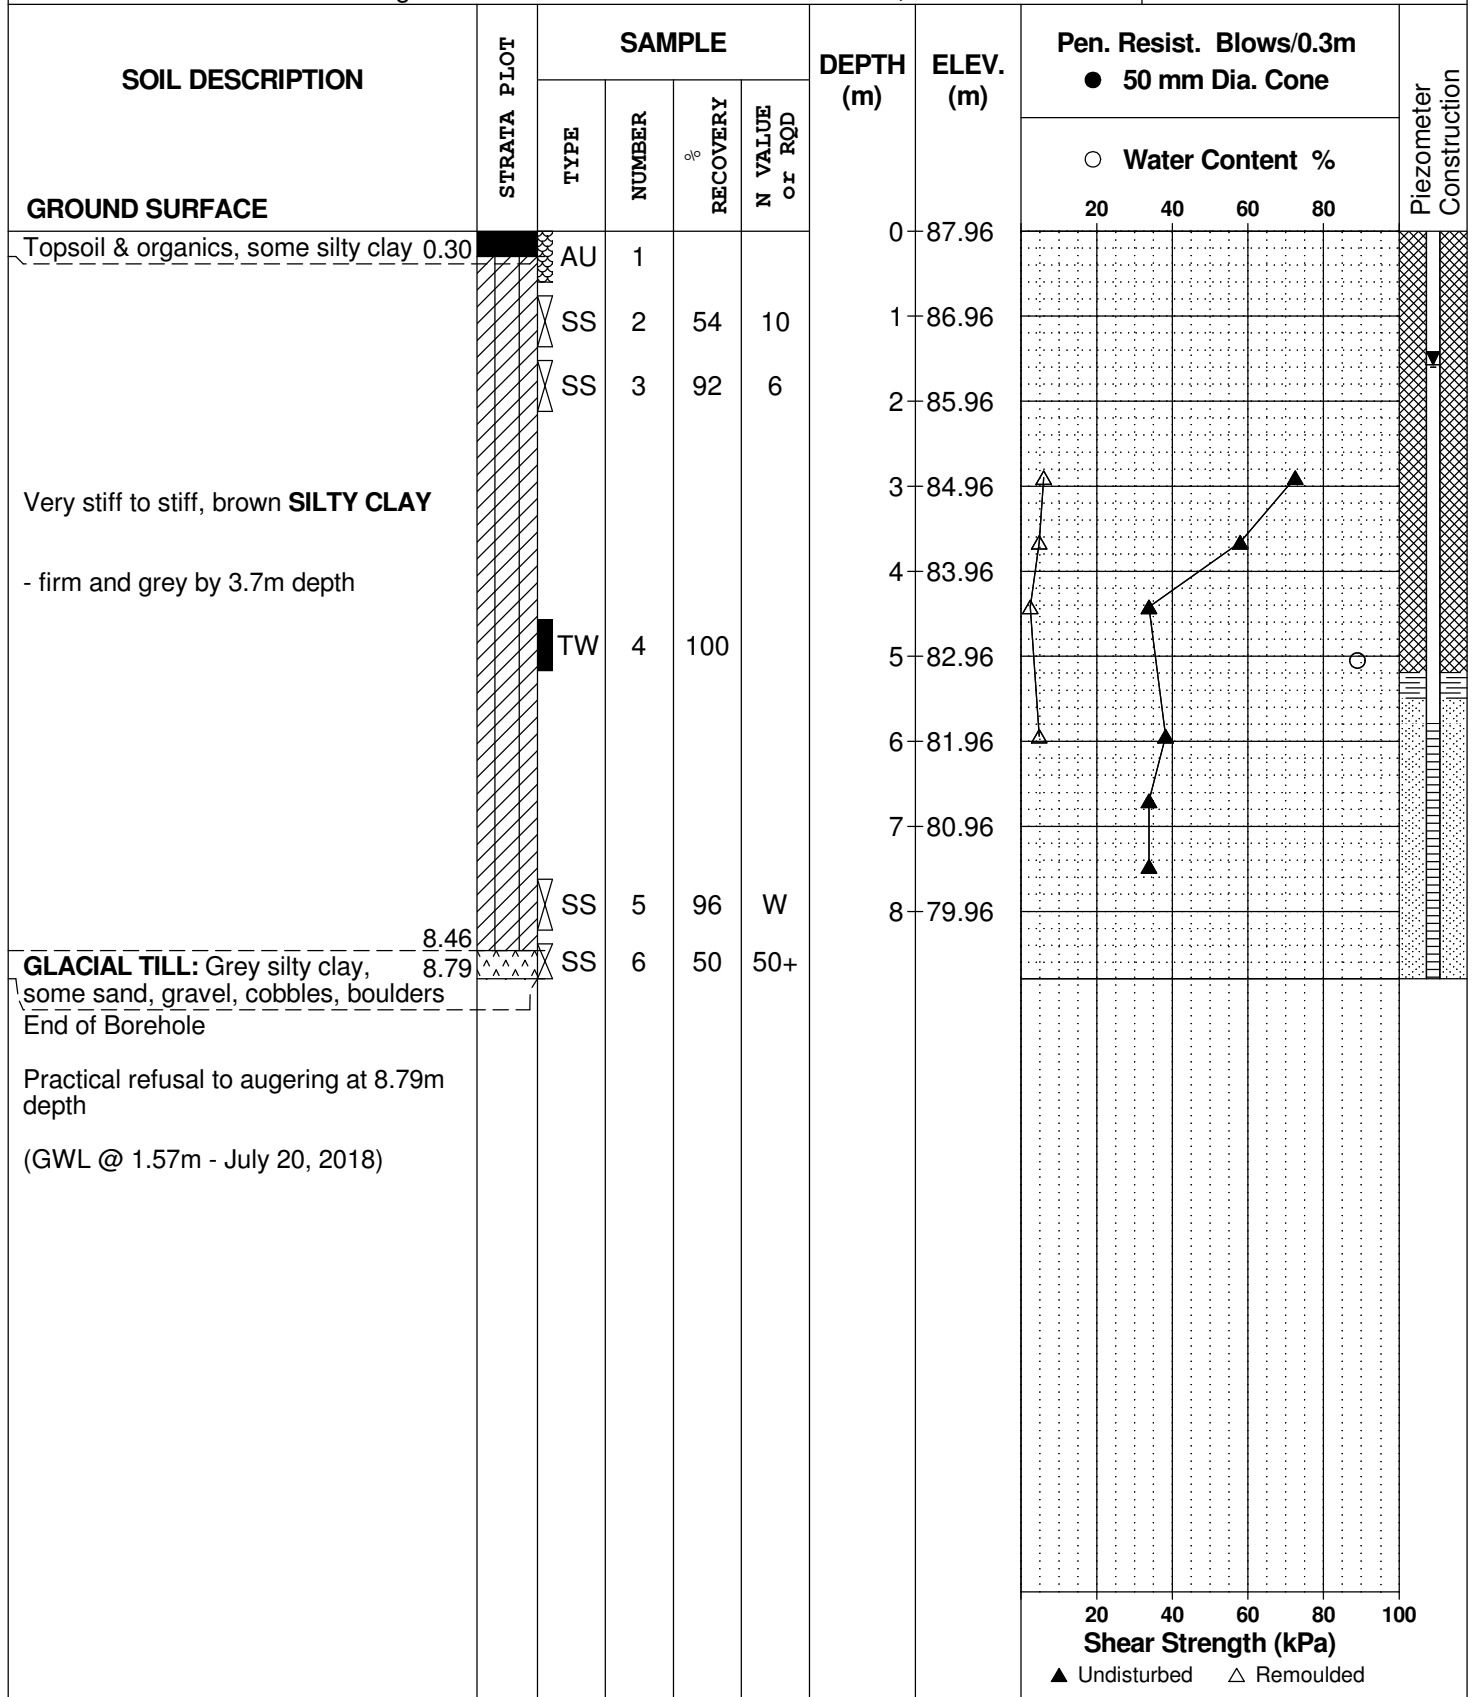 SOIL DESCRIPTION
GROUND SURFACE
STRATA PLOT
SAMPLE
TYPE
NUMBER
% RECOVERY
N VALUE or RQD
DEPTH (m)
ELEV. (m)
Pen. Resist. Blows/0.3m
● 50 mm Dia. Cone
○ Water Content %
20 40 60 80
Piezometer Construction
Topsoil & organics, some silty clay 0.30
AU 1
0 87.96
SS 2 54 10
1 86.96
SS 3 92 6
2 85.96
Very stiff to stiff, brown SILTY CLAY
3 84.96
- firm and grey by 3.7m depth
4 83.96
TW 4 100
5 82.96
6 81.96
7 80.96
SS 5 96 W
8 79.96
8.46
GLACIAL TILL: Grey silty clay, 8.79
some sand, gravel, cobbles, boulders
SS 6 50 50+
End of Borehole
Practical refusal to augering at 8.79m
depth
(GWL @ 1.57m - July 20, 2018)
20 40 60 80 100
Shear Strength (kPa)
▲ Undisturbed △ Remoulded